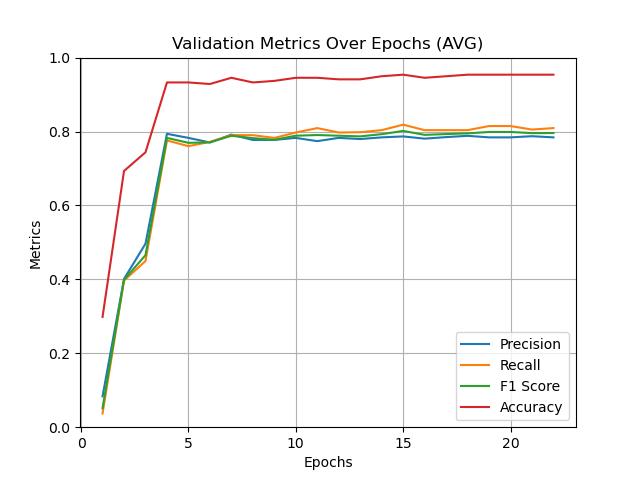 Validation Metrics Over Epochs (AVG)
1.0
0.8
0.6
0.4
0.2
0.0
Metrics
0 5 10 15 20
Epochs
Precision
Recall
F1 Score
Accuracy